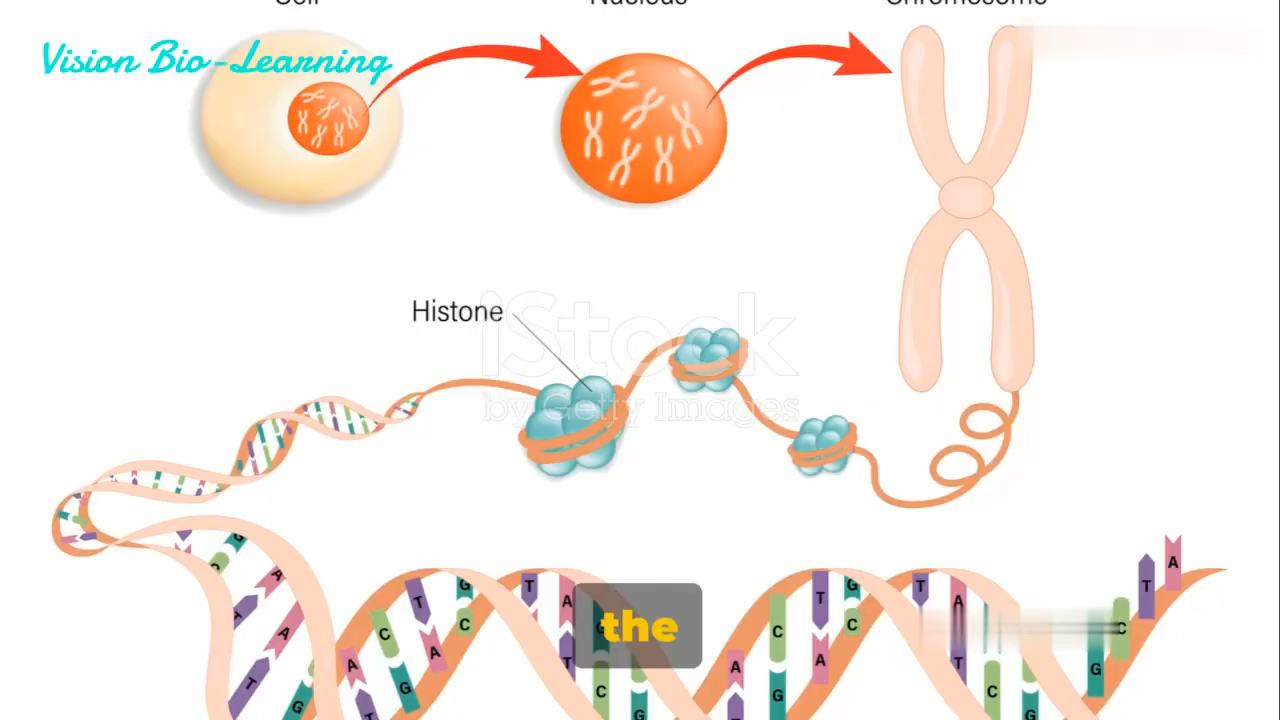 Cell
Nucleus
Chromosome
Vision Bio-Learning
Histone
iStock
by Getty Images
G
A
T
A
T
G
A
T
C
G
T
A
G
C
T
A
T
C
G
the
A
G
C
G
T
A
G
C
T
A
T
C
G
G
C
T
A